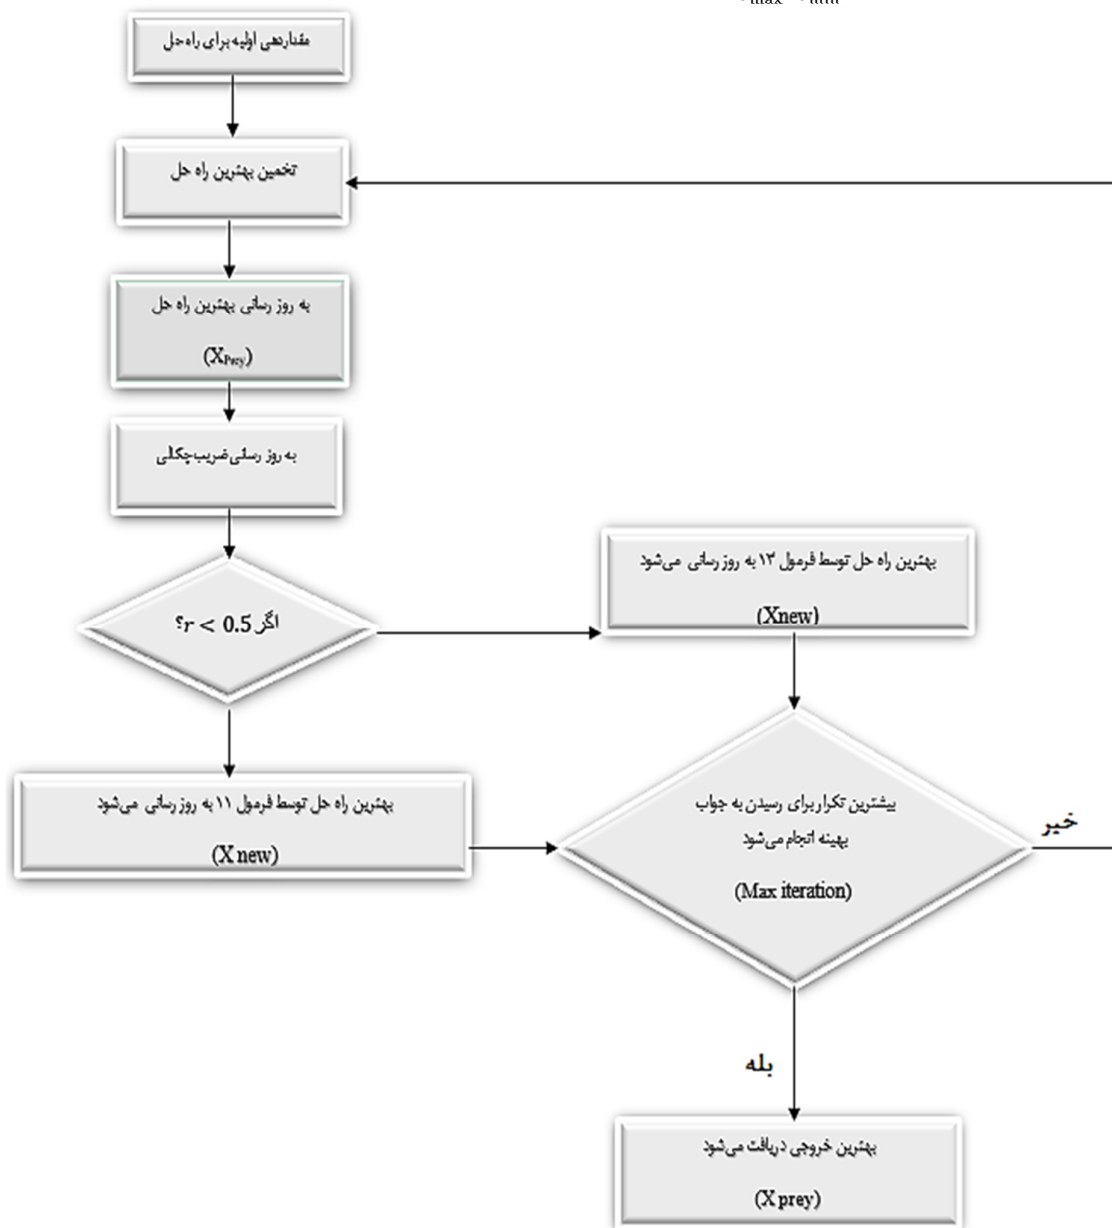 مقداردهی اولیه برای راه حل
تخمین بهترین راه حل
به روز رسانی بهترین راه حل
(X_Prey)
به روز رسانی ضریب چگالی
اگر r < 0.5؟
بهترین راه حل توسط فرمول ۱۳ به روز رسانی می‌شود
(Xnew)
بهترین راه حل توسط فرمول ۱۱ به روز رسانی می‌شود
(X new)
بیشترین تکرار برای رسیدن به جواب
بهینه انجام می‌شود
(Max iteration)
خیر
بله
بهترین خروجی دریافت می‌شود
(X prey)